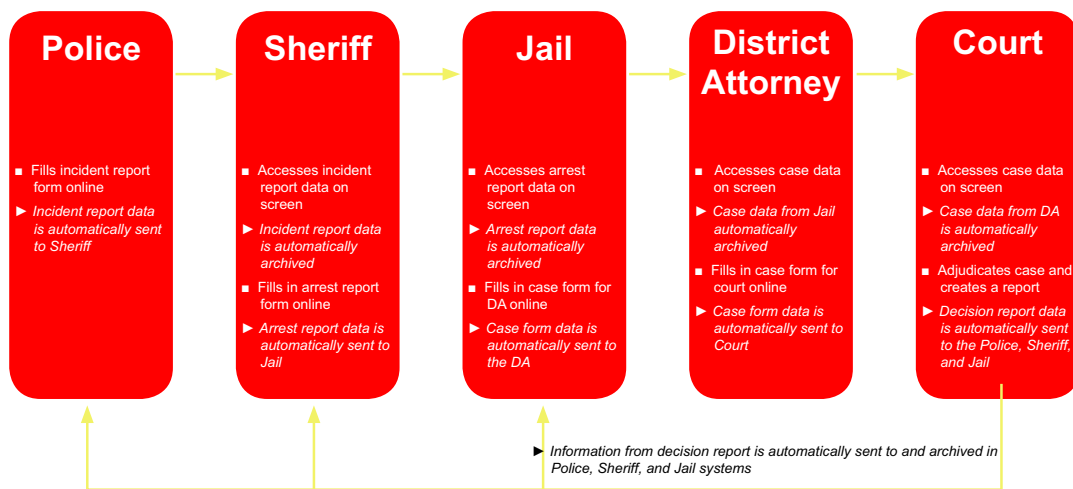 Police
■ Fills incident report
form online
► Incident report data
is automatically sent
to Sheriff
Sheriff
■ Accesses incident
report data on
screen
► Incident report data
is automatically
archived
■ Fills in arrest report
form online
► Arrest report data is
automatically sent to
Jail
Jail
■ Accesses arrest
report data on
screen
► Arrest report data
is automatically
archived
■ Fills in case form for
DA online
► Case form data is
automatically sent to
the DA
District
Attorney
■ Accesses case data
on screen
► Case data from Jail
automatically
archived
■ Fills in case form for
court online
► Case form data is
automatically sent to
Court
Court
■ Accesses case data
on screen
► Case data from DA
is automatically
archived
■ Adjudicates case and
creates a report
► Decision report data
is automatically sent
to the Police, Sheriff,
and Jail
► Information from decision report is automatically sent to and archived in
Police, Sheriff, and Jail systems